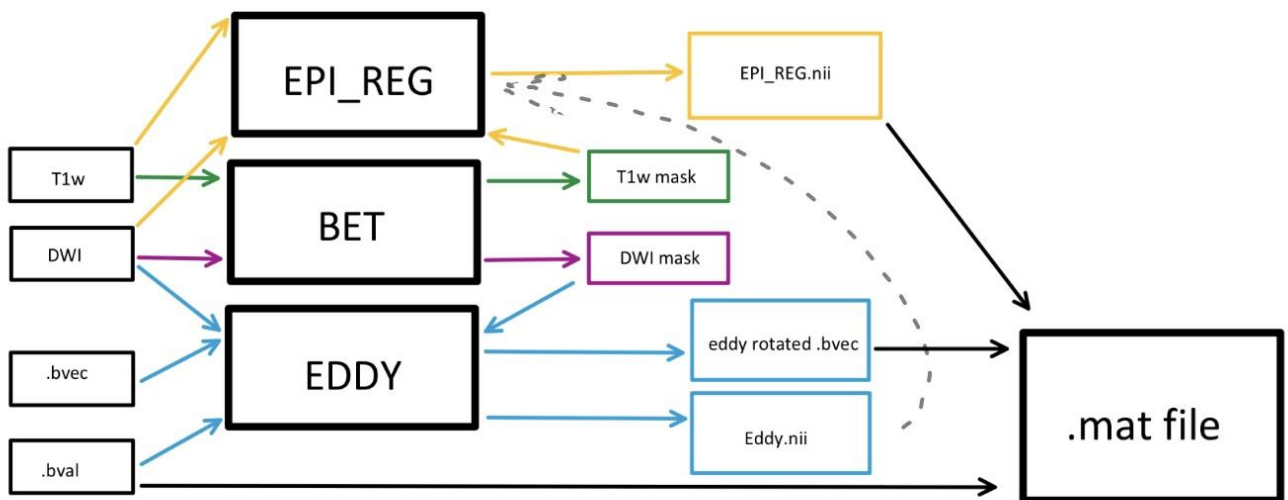 EPI_REG
EPI_REG.nii
T1w
T1w mask
BET
DWI
DWI mask
eddy rotated .bvec
.bvec
EDDY
.mat file
Eddy.nii
.bval